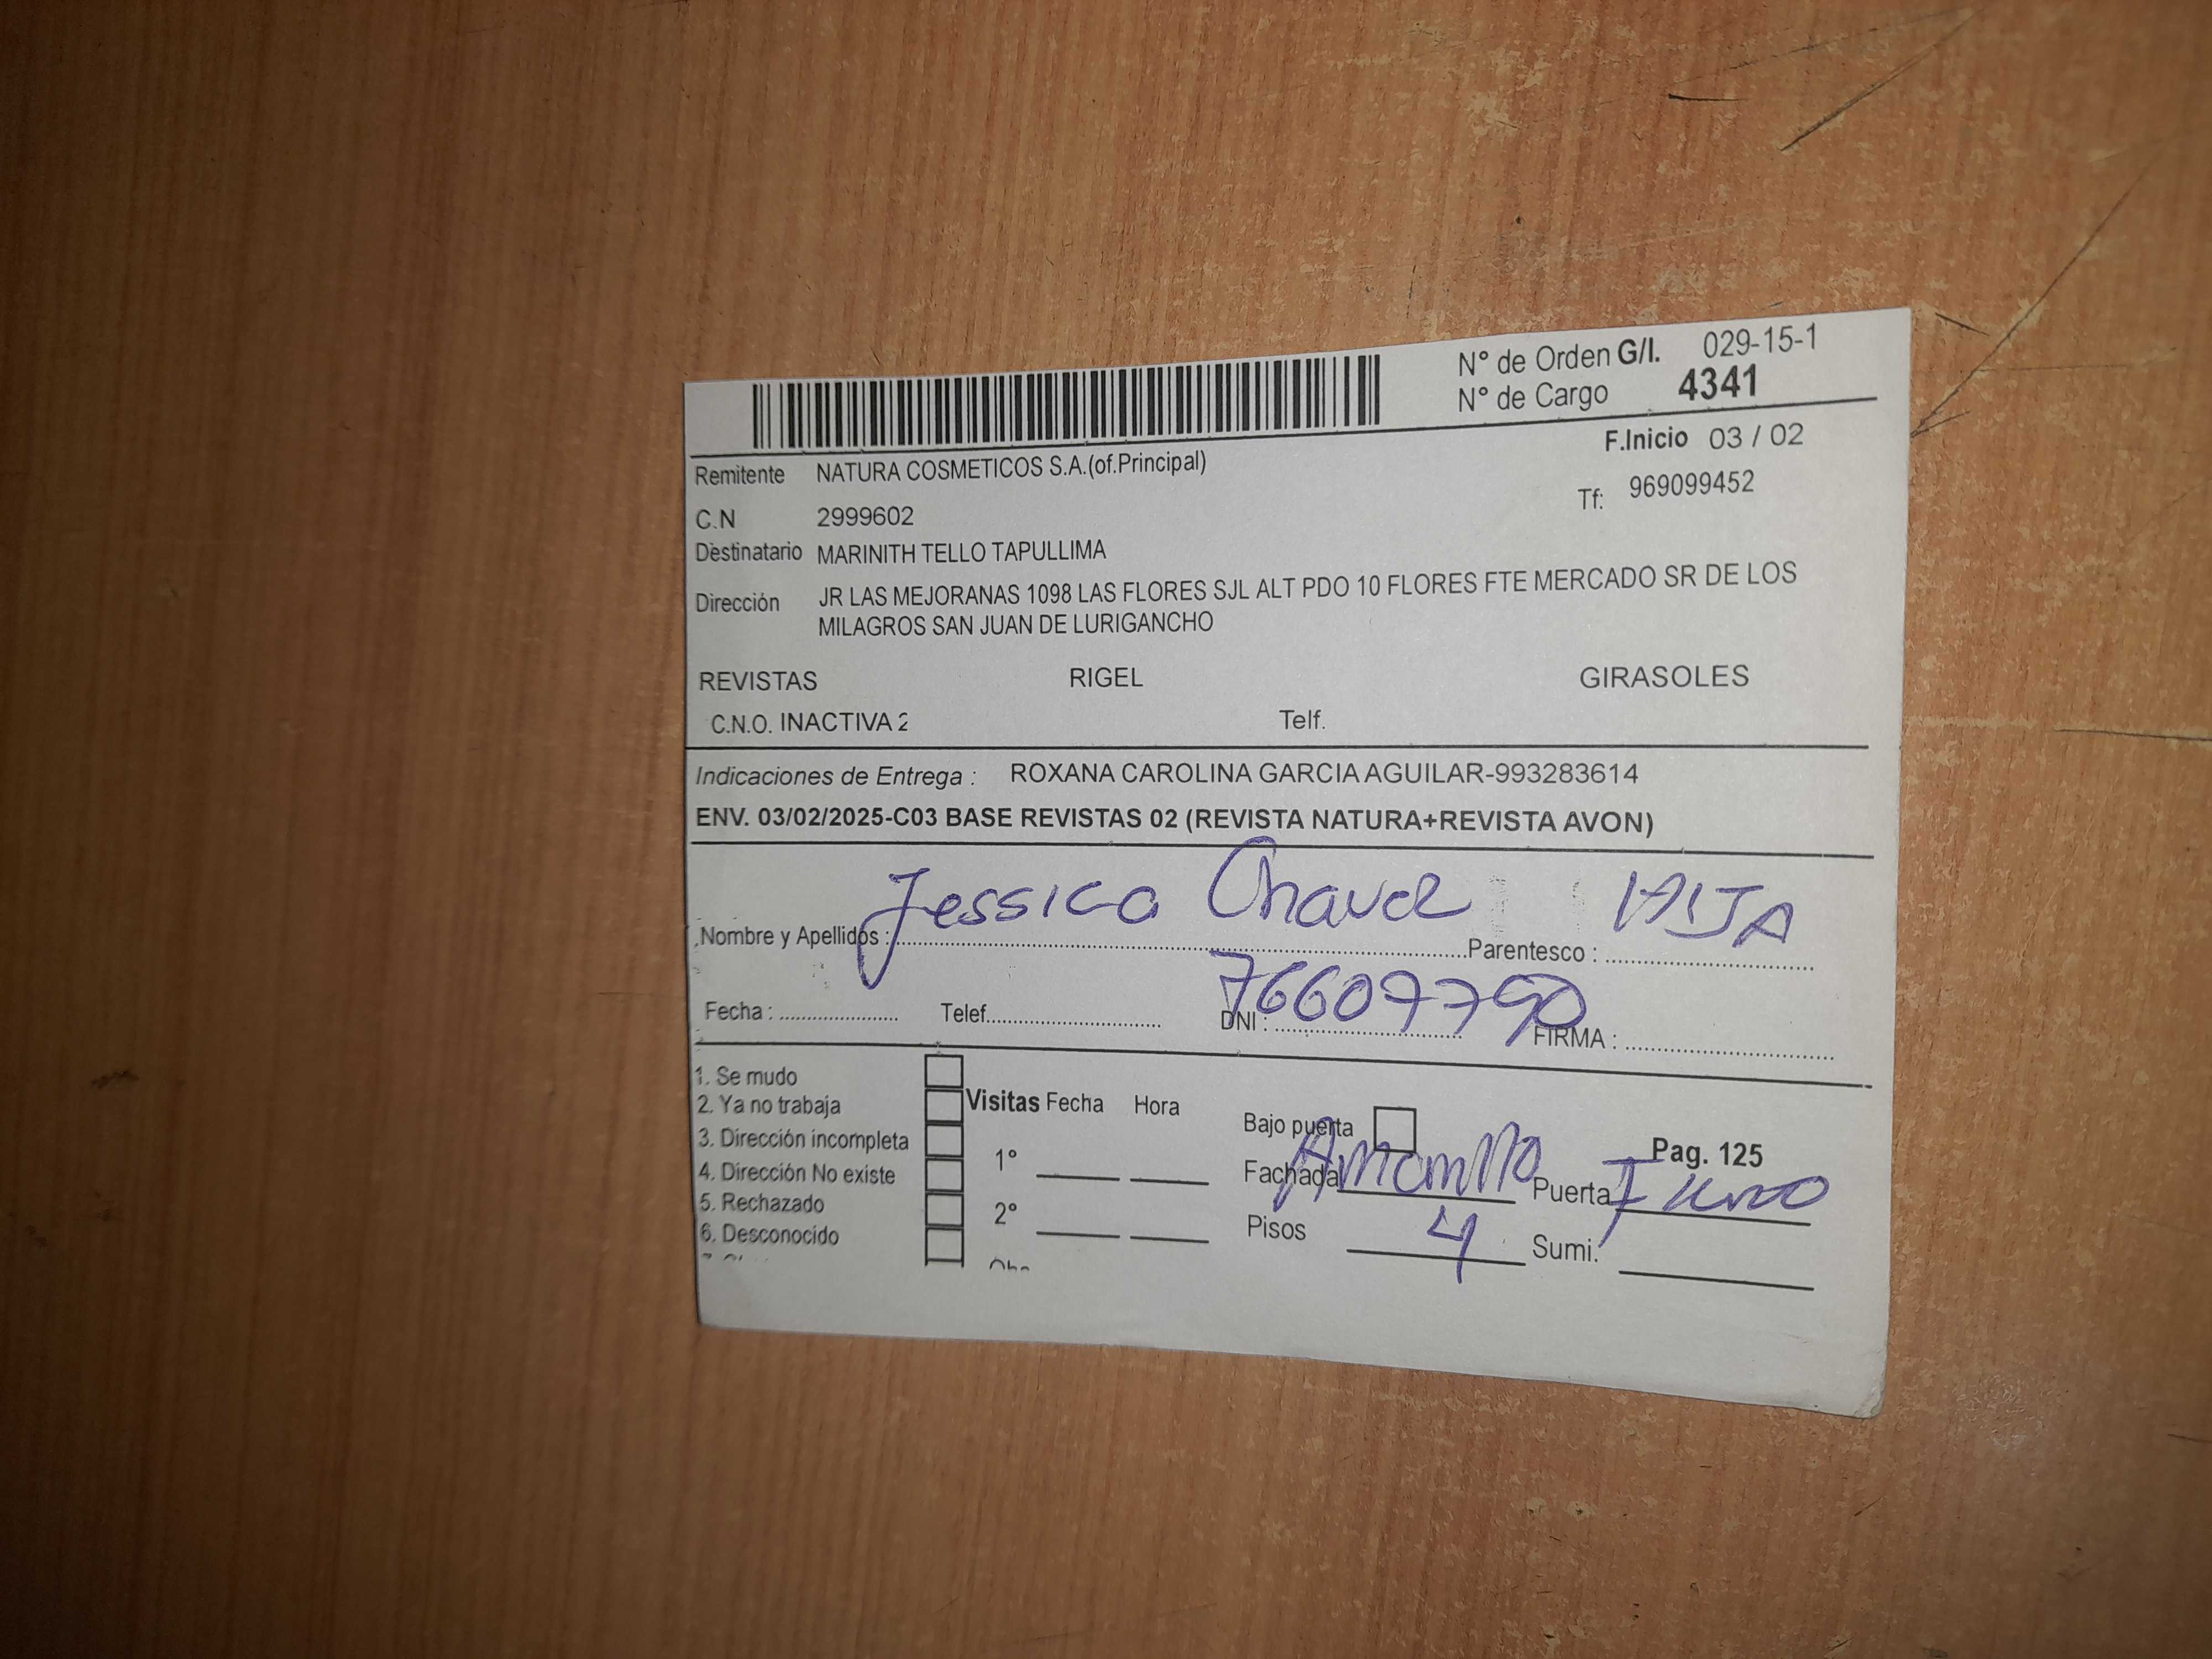 N° de Orden G/I. 029-15-1
N° de Cargo 4341
F.Inicio 03 / 02
Remitente NATURA COSMETICOS S.A.(of.Principal)
Tf: 969099452
C.N 2999602
Destinatario MARINITH TELLO TAPULLIMA
Dirección JR LAS MEJORANAS 1098 LAS FLORES SJL ALT PDO 10 FLORES FTE MERCADO SR DE LOS
MILAGROS SAN JUAN DE LURIGANCHO
REVISTAS RIGEL GIRASOLES
C.N.O. INACTIVA 2 Telf.
Indicaciones de Entrega : ROXANA CAROLINA GARCIA AGUILAR-993283614
ENV. 03/02/2025-C03 BASE REVISTAS 02 (REVISTA NATURA+REVISTA AVON)
Nombre y Apellidos : Jessica Chavez Parentesco : HIJA
Fecha : Telef. DNI : 76607790 FIRMA :
1. Se mudo
2. Ya no trabaja
3. Dirección incompleta
4. Dirección No existe
5. Rechazado
6. Desconocido
Visitas Fecha Hora
1°
2°
Bajo puerta
Pag. 125
Fachada Amarillo Puerta
Pisos 4 Sumi.